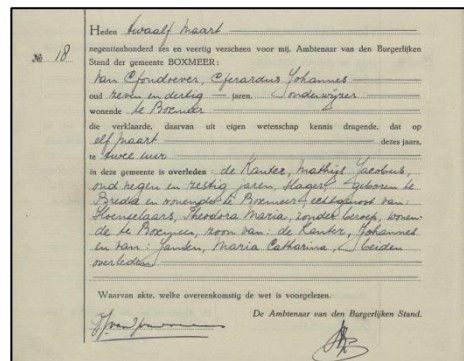 Heden twaalf Maart
№ 18
negentienhonderd zes en veertig verscheen voor mij, Ambtenaar van den Burgerlijken
Stand der gemeente BOXMEER:
van Gerardus Johannes
oud zeven en dertig — jaren, onderwijzer
wonende te Boxmeer
die verklaarde, daarvan uit eigen wetenschap kennis dragende, dat op
elf Maart dezes jaars,
te twee uur
in deze gemeente is overleden: de Kanter, Mathijs Jacobus,
oud negen en zestig jaren, slager, geboren te
Breda en wonende te Boxmeer, echtgenoot van:
Theodora Maria, zonder beroep, wonen-
de te Boxmeer, zoon van: de Kanter, Johannes
en van: Jansen, Maria Catharina, beiden
overleden
Waarvan akte, welke overeenkomstig de wet is voorgelezen.
De Ambtenaar van den Burgerlijken Stand.